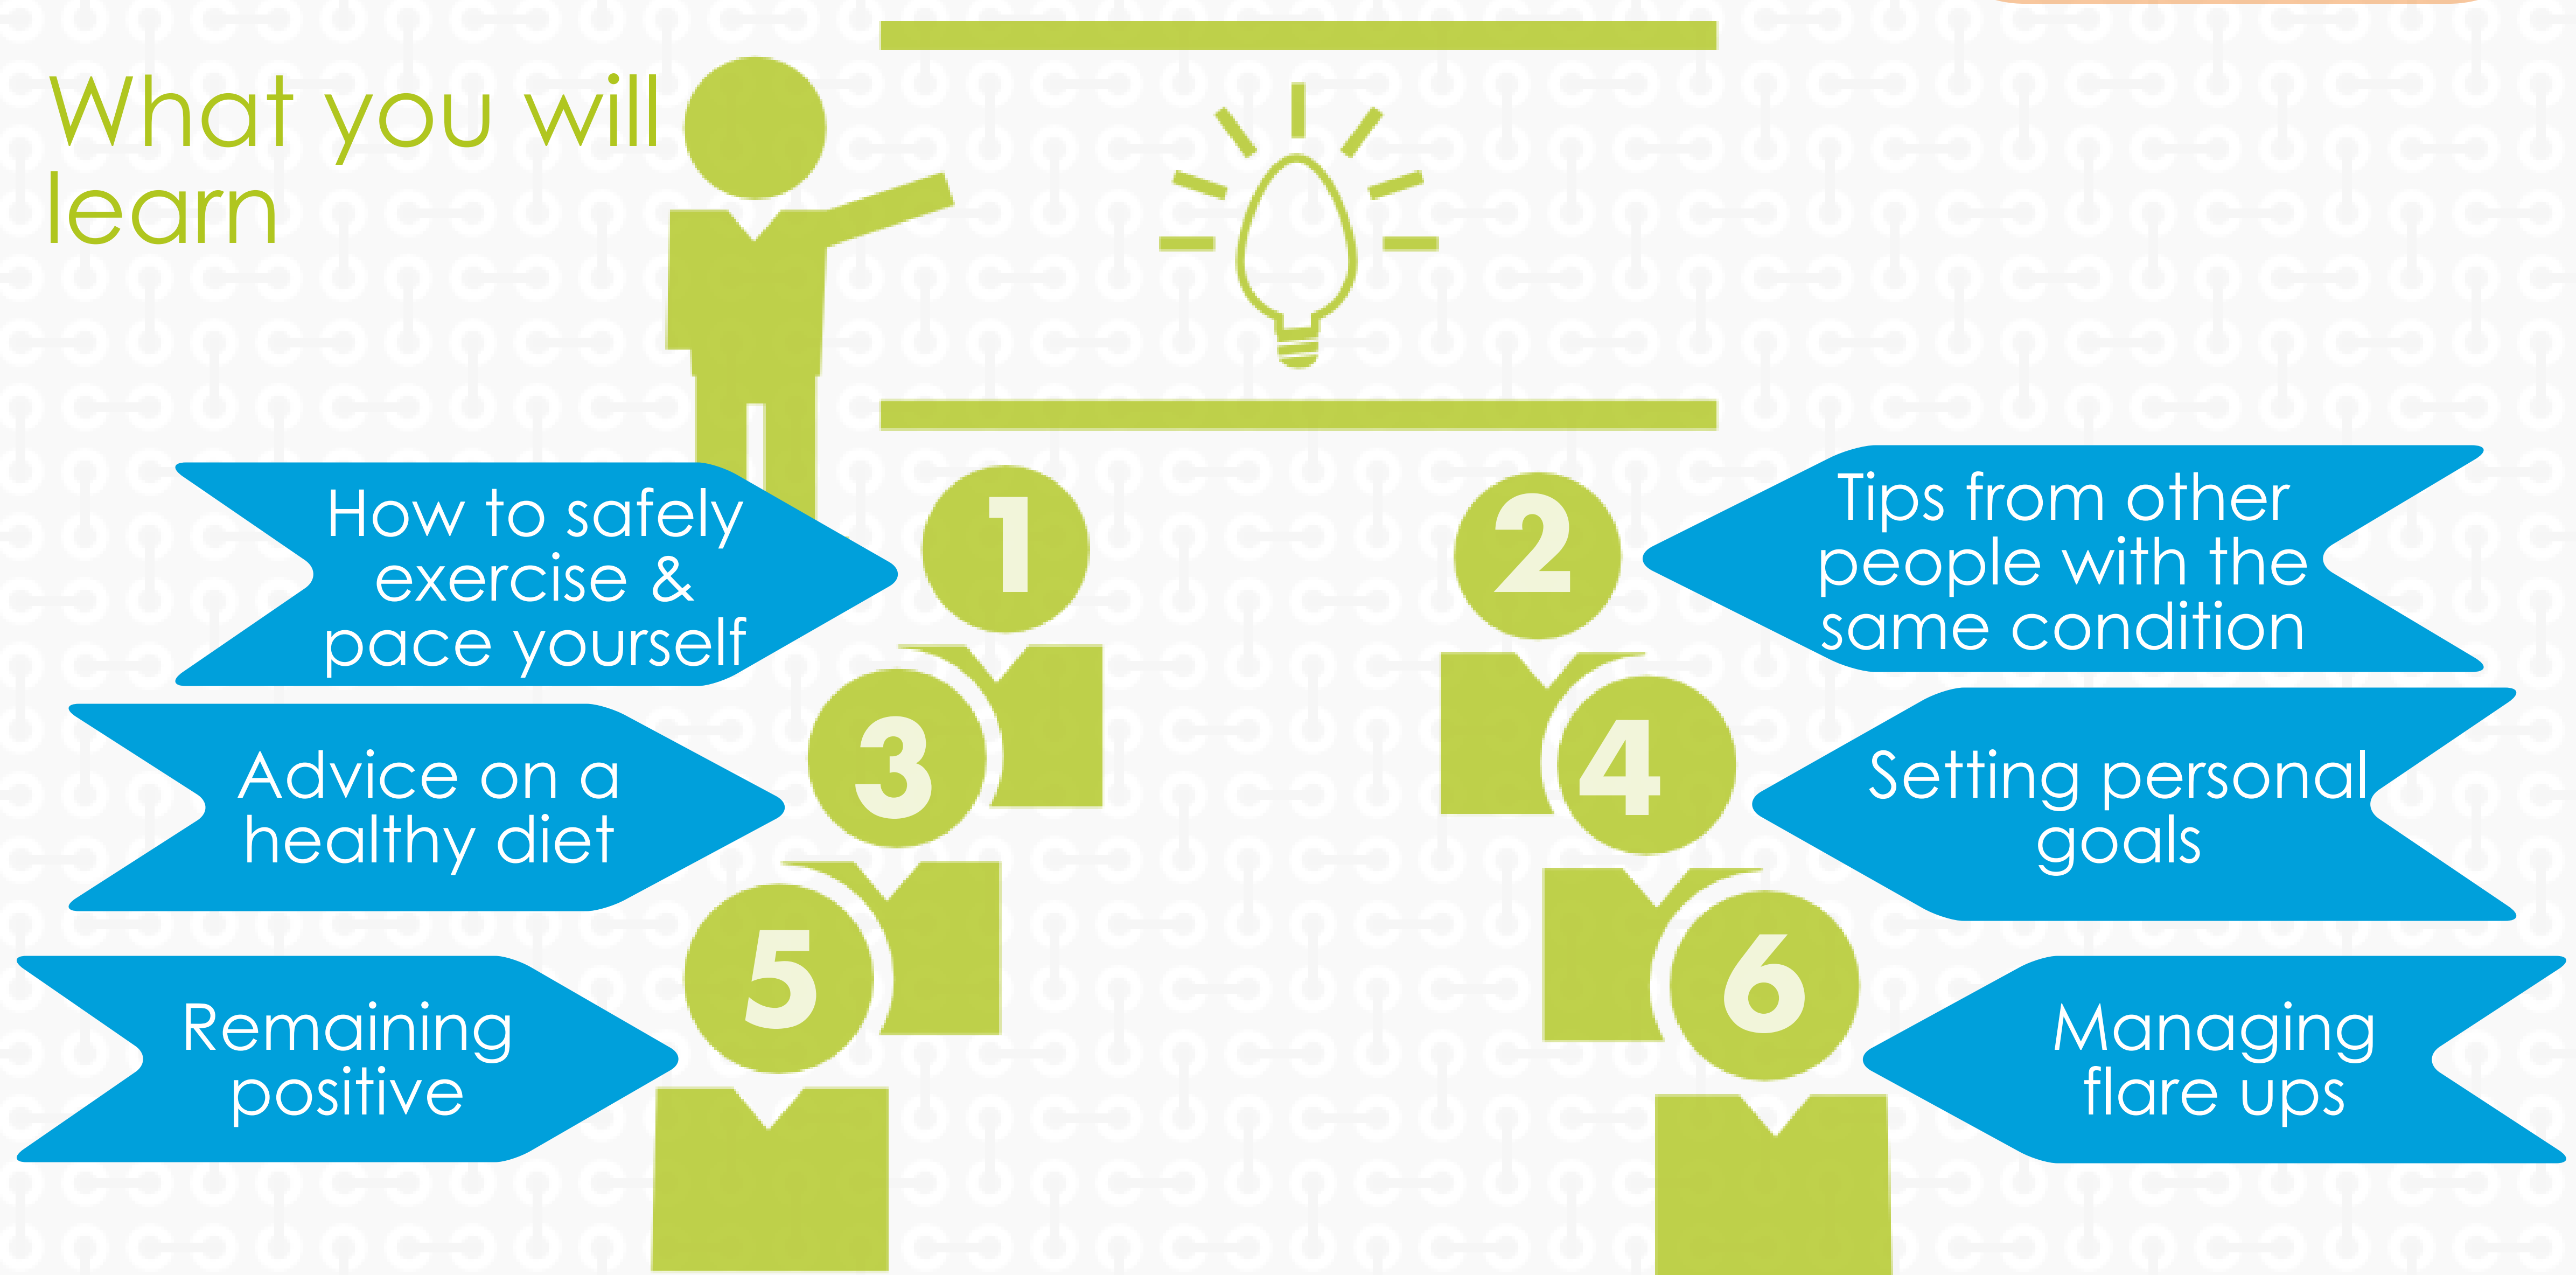 What you will
learn
1
How to safely
exercise &
pace yourself
2
Tips from other
people with the
same condition
3
Advice on a
healthy diet
4
Setting personal
goals
5
Remaining
positive
6
Managing
flare ups